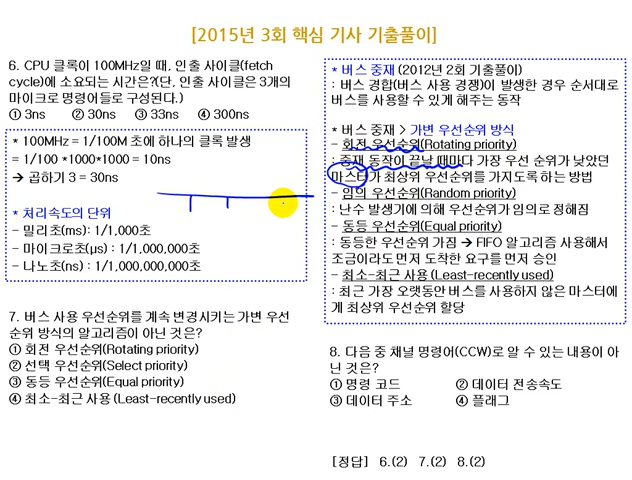 [2015년 3회 핵심 기사 기출풀이]
6. CPU 클록이 100MHz일 때, 인출 사이클(fetch
cycle)에 소요되는 시간은?(단, 인출 사이클은 3개의
마이크로 명령어들로 구성된다.)
① 3ns ② 30ns ③ 33ns ④ 300ns
* 100MHz = 1/100M 초에 하나의 클록 발생
= 1/100 *1000*1000 = 10ns
→ 곱하기 3 = 30ns
* 처리속도의 단위
- 밀리초(ms): 1/1,000초
- 마이크로초(μs) : 1/1,000,000초
- 나노초(ns) : 1/1,000,000,000초
7. 버스 사용 우선순위를 계속 변경시키는 가변 우선
순위 방식의 알고리즘이 아닌 것은?
① 회전 우선순위(Rotating priority)
② 선택 우선순위(Select priority)
③ 동등 우선순위(Equal priority)
④ 최소-최근 사용(Least-recently used)
* 버스 중재 (2012년 2회 기출풀이)
: 버스 경합(버스 사용 경쟁)이 발생한 경우 순서대로
버스를 사용할 수 있게 해주는 동작
* 버스 중재 > 가변 우선순위 방식
- 회전 우선순위(Rotating priority)
: 중재 동작이 끝날 때마다 가장 우선 순위가 낮았던
마스터가 최상위 우선순위를 가지도록 하는 방법
- 임의 우선순위(Random priority)
: 난수 발생기에 의해 우선순위가 임의로 정해짐
- 동등 우선순위(Equal priority)
: 동등한 우선순위 가짐 → FIFO 알고리즘 사용해서
조금이라도 먼저 도착한 요구를 먼저 승인
- 최소-최근 사용 (Least-recently used)
: 최근 가장 오랫동안 버스를 사용하지 않은 마스터에
게 최상위 우선순위 할당
8. 다음 중 채널 명령어(CCW)로 알 수 있는 내용이 아
닌 것은?
① 명령 코드 ② 데이터 전송속도
③ 데이터 주소 ④ 플래그
[정답] 6.(2) 7.(2) 8.(2)